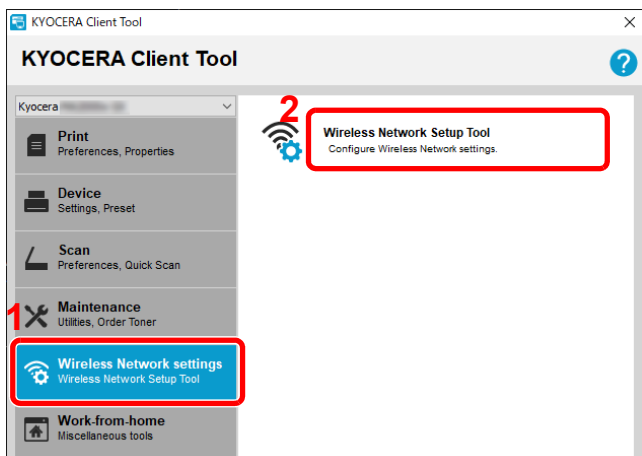 KYOCERA Client Tool
KYOCERA Client Tool
?
Kyocera
Print
Preferences, Properties
Device
Settings, Preset
Scan
Preferences, Quick Scan
1
Maintenance
Utilities, Order Toner
Wireless Network settings
Wireless Network Setup Tool
Work-from-home
Miscellaneous tools
2
Wireless Network Setup Tool
Configure Wireless Network settings.